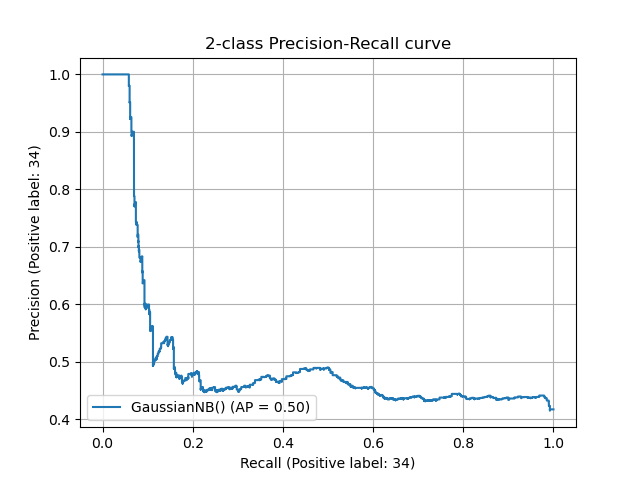 2-class Precision-Recall curve
1.0
0.9
0.8
0.7
0.6
0.5
0.4
Precision (Positive label: 34)
GaussianNB() (AP = 0.50)
0.0 0.2 0.4 0.6 0.8 1.0
Recall (Positive label: 34)